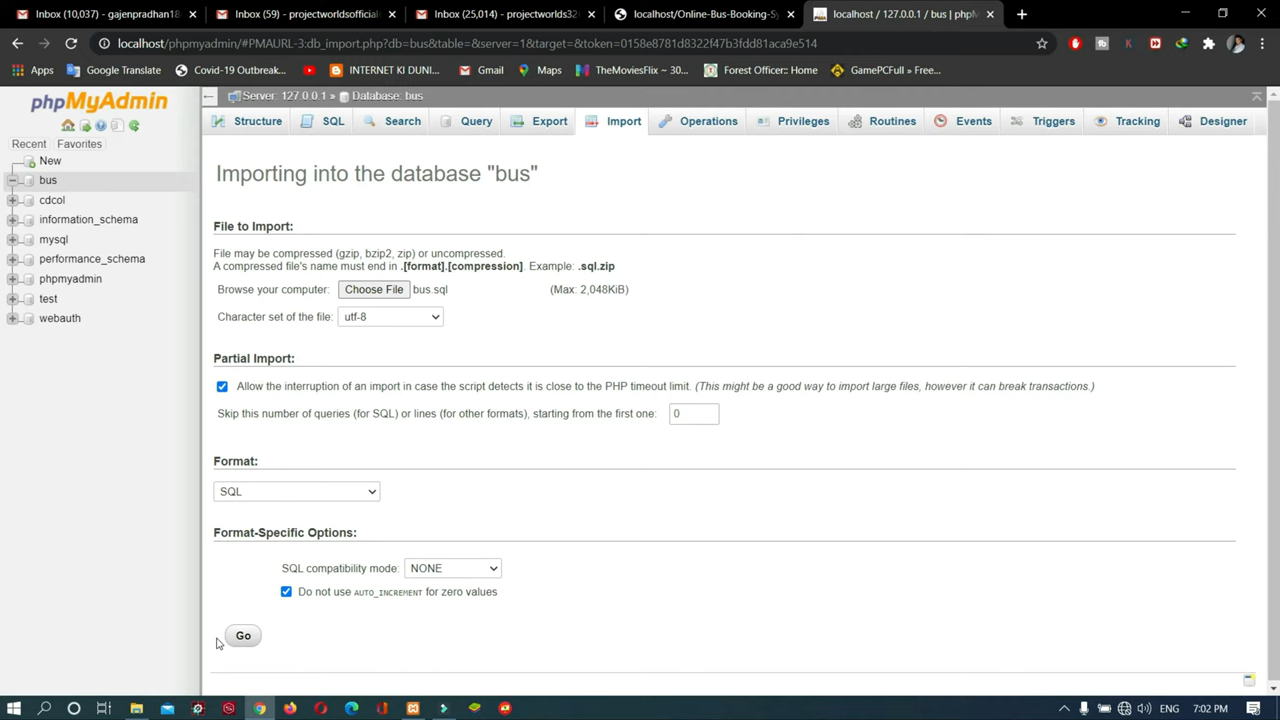 Inbox (10,037) - gajenpradhan18
Inbox (59) - projectworldsofficial
Inbox (25,014) - projectworlds32
localhost/Online-Bus-Booking-Sy
localhost / 127.0.0.1 / bus | phpM
localhost/phpmyadmin/#PMAURL-3:db_import.php?db=bus&table=&server=1&target=&token=0158e8781d8322f47b3fdd81aca9e514
Apps
Google Translate
Covid-19 Outbreak...
INTERNET KI DUNI...
Gmail
Maps
TheMoviesFlix ~ 30...
Forest Officer:: Home
GamePCFull » Free...
phpMyAdmin
Server: 127.0.0.1 » Database: bus
Structure
SQL
Search
Query
Export
Import
Operations
Privileges
Routines
Events
Triggers
Tracking
Designer
Recent
Favorites
New
bus
cdcol
information_schema
mysql
performance_schema
phpmyadmin
test
webauth
Importing into the database "bus"
File to Import:
File may be compressed (gzip, bzip2, zip) or uncompressed.
A compressed file's name must end in .[format].[compression]. Example: .sql.zip
Browse your computer: Choose File bus.sql (Max: 2,048KiB)
Character set of the file: utf-8
Partial Import:
Allow the interruption of an import in case the script detects it is close to the PHP timeout limit. (This might be a good way to import large files, however it can break transactions.)
Skip this number of queries (for SQL) or lines (for other formats), starting from the first one: 0
Format:
SQL
Format-Specific Options:
SQL compatibility mode: NONE
Do not use AUTO_INCREMENT for zero values
Go
ENG
7:02 PM